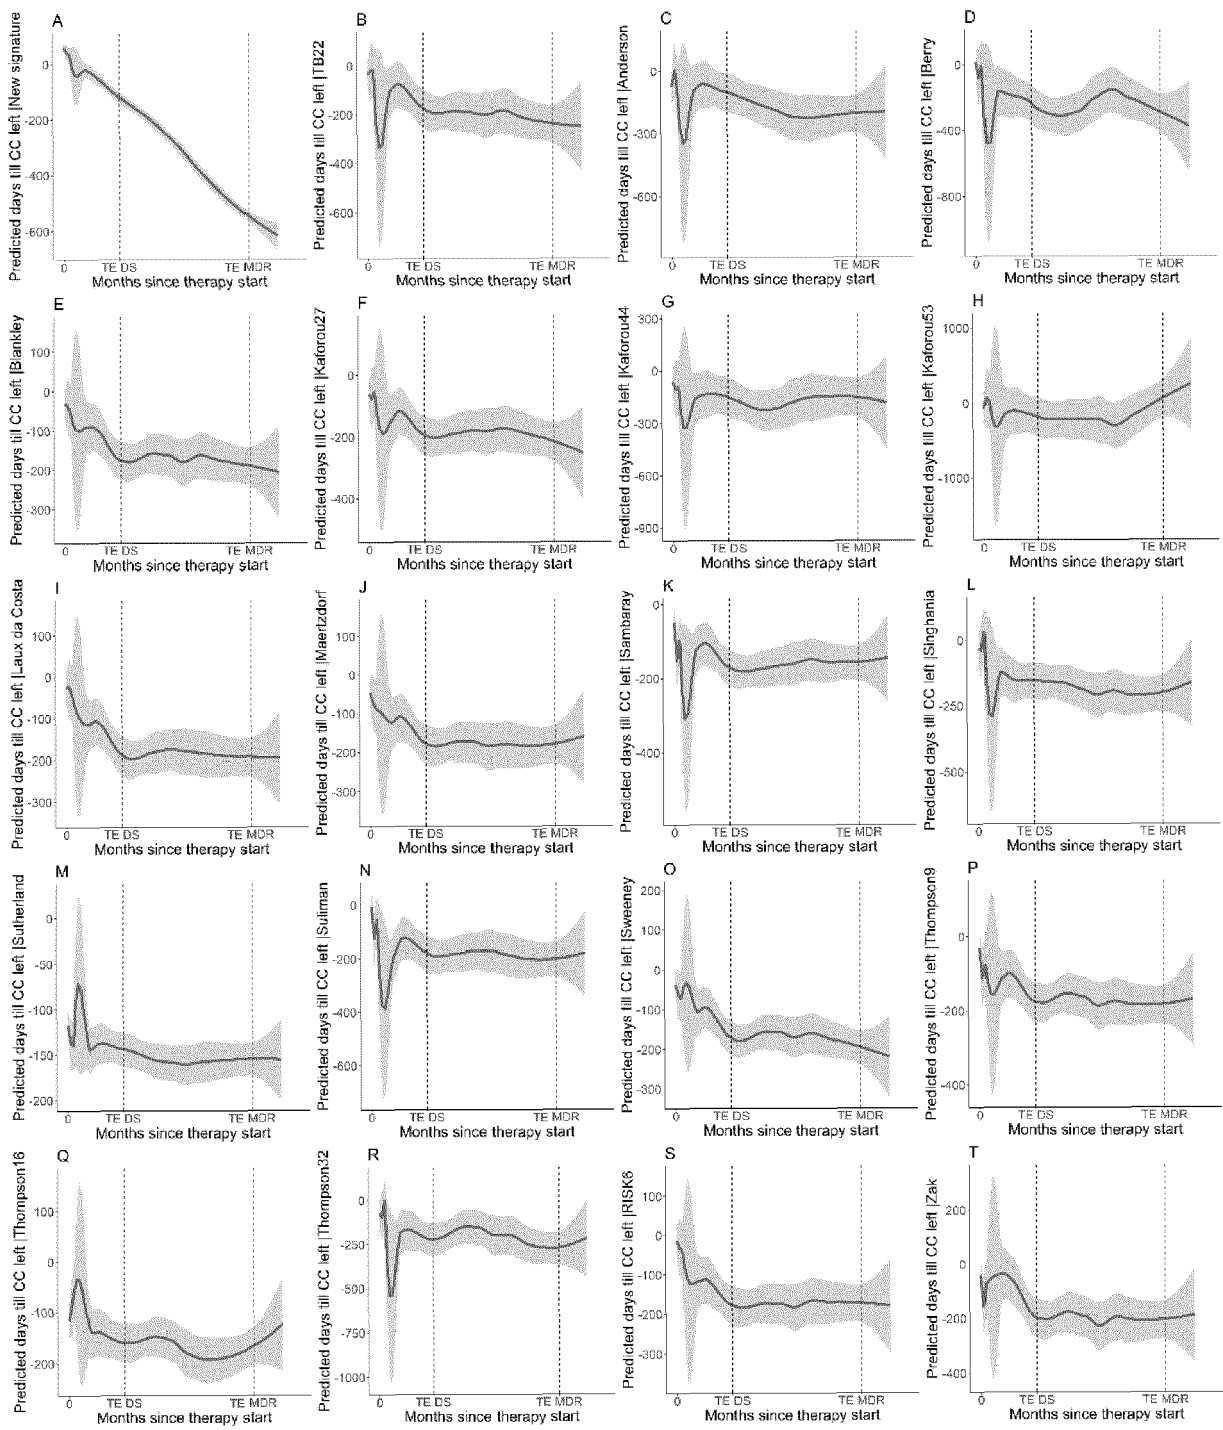 A
Predicted days till CC left |New signature
0
-200
-400
-600
0
TE DS
TE MDR
Months since therapy start
B
Predicted days till CC left |TB22
0
-200
-400
-600
0
TE DS
TE MDR
Months since therapy start
C
Predicted days till CC left |Anderson
0
-300
-600
0
TE DS
TE MDR
Months since therapy start
D
Predicted days till CC left |Berry
0
-400
-800
0
TE DS
TE MDR
Months since therapy start
E
Predicted days till CC left |Blankley
100
0
-100
-200
-300
0
TE DS
TE MDR
Months since therapy start
F
Predicted days till CC left |Kaforou27
0
-200
-400
0
TE DS
TE MDR
Months since therapy start
G
Predicted days till CC left |Kaforou44
300
0
-300
-600
-900
0
TE DS
TE MDR
Months since therapy start
H
Predicted days till CC left |Kaforou53
1000
0
-1000
0
TE DS
TE MDR
Months since therapy start
I
Predicted days till CC left |Laux da Costa
100
0
-100
-200
-300
0
TE DS
TE MDR
Months since therapy start
J
Predicted days till CC left |Maertzdorf
100
0
-100
-200
-300
0
TE DS
TE MDR
Months since therapy start
K
Predicted days till CC left |Sambaray
0
-200
-400
0
TE DS
TE MDR
Months since therapy start
L
Predicted days till CC left |Singhania
0
-250
-500
0
TE DS
TE MDR
Months since therapy start
M
Predicted days till CC left |Sutherland
0
-50
-100
-150
-200
0
TE DS
TE MDR
Months since therapy start
N
Predicted days till CC left |Suliman
0
-200
-400
-600
0
TE DS
TE MDR
Months since therapy start
O
Predicted days till CC left |Sweeney
200
100
0
-100
-200
-300
0
TE DS
TE MDR
Months since therapy start
P
Predicted days till CC left |Thompson9
0
-200
-400
0
TE DS
TE MDR
Months since therapy start
Q
Predicted days till CC left |Thompson16
100
0
-100
-200
0
TE DS
TE MDR
Months since therapy start
R
Predicted days till CC left |Thompson32
0
-250
-500
-750
-1000
0
TE DS
TE MDR
Months since therapy start
S
Predicted days till CC left |RISK6
100
0
-100
-200
-300
0
TE DS
TE MDR
Months since therapy start
T
Predicted days till CC left |Zak
200
0
-200
-400
0
TE DS
TE MDR
Months since therapy start